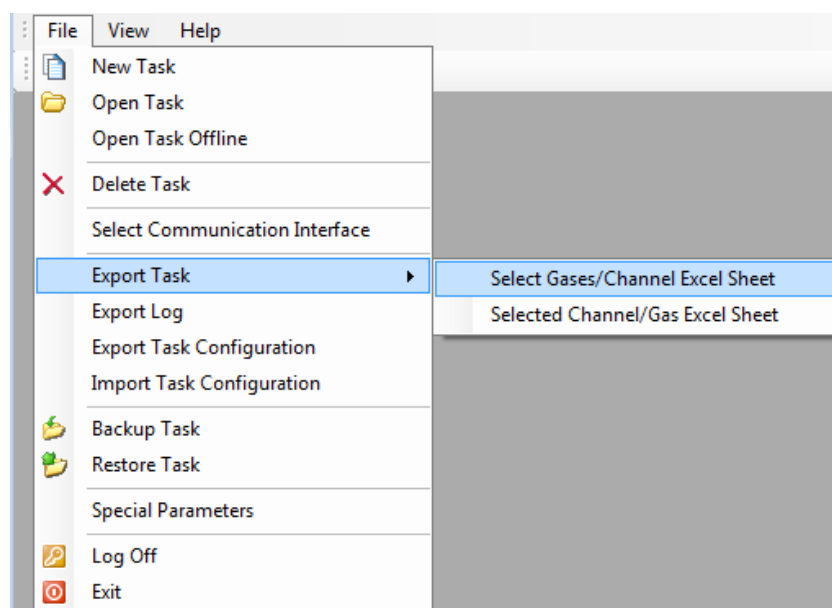 File View Help
New Task
Open Task
Open Task Offline
Delete Task
Select Communication Interface
Export Task
Select Gases/Channel Excel Sheet
Export Log
Selected Channel/Gas Excel Sheet
Export Task Configuration
Import Task Configuration
Backup Task
Restore Task
Special Parameters
Log Off
Exit